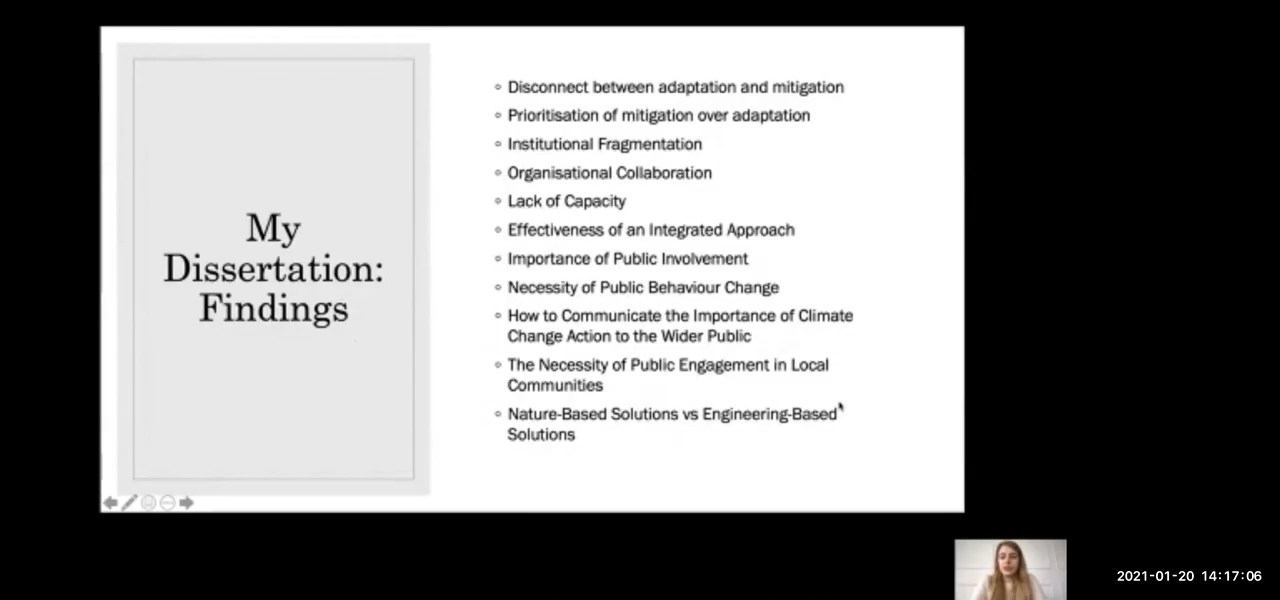 My
Dissertation:
Findings
Disconnect between adaptation and mitigation
Prioritisation of mitigation over adaptation
Institutional Fragmentation
Organisational Collaboration
Lack of Capacity
Effectiveness of an Integrated Approach
Importance of Public Involvement
Necessity of Public Behaviour Change
How to Communicate the Importance of Climate
Change Action to the Wider Public
The Necessity of Public Engagement in Local
Communities
Nature-Based Solutions vs Engineering-Based
Solutions
2021-01-20 14:17:06